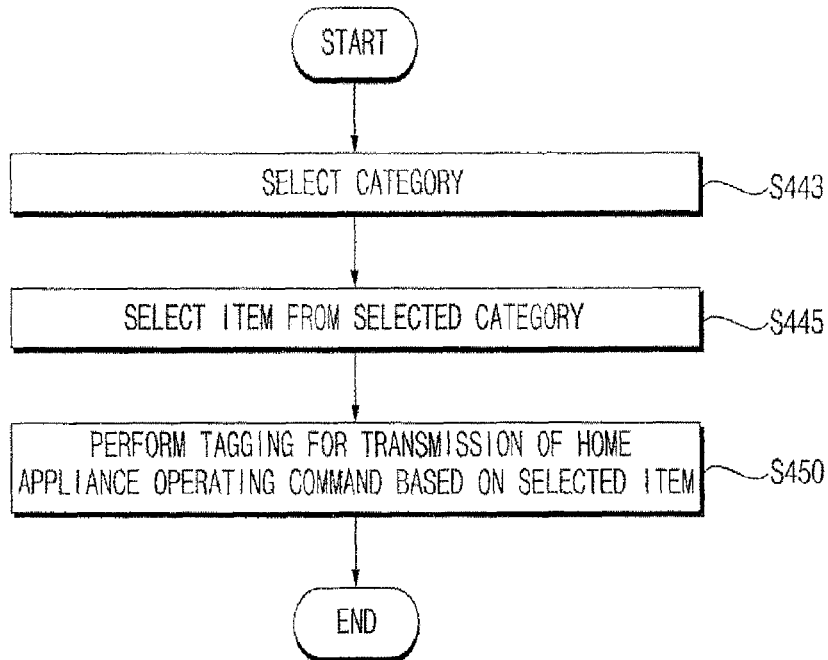 START
SELECT CATEGORY
S443
SELECT ITEM FROM SELECTED CATEGORY
S445
PERFORM TAGGING FOR TRANSMISSION OF HOME
APPLIANCE OPERATING COMMAND BASED ON SELECTED ITEM
S450
END